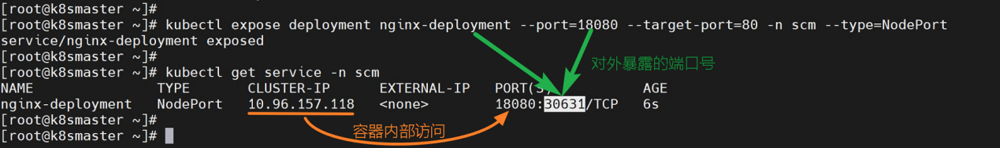 [root@k8smaster ~]#
[root@k8smaster ~]# kubectl expose deployment nginx-deployment --port=18080 --target-port=80 -n scm --type=NodePort
service/nginx-deployment exposed
[root@k8smaster ~]#
对外暴露的端口号
[root@k8smaster ~]# kubectl get service -n scm
NAME TYPE CLUSTER-IP EXTERNAL-IP PORT(S) AGE
nginx-deployment NodePort 10.96.157.118 <none> 18080:30631/TCP 6s
[root@k8smaster ~]#
容器内部访问
[root@k8smaster ~]#